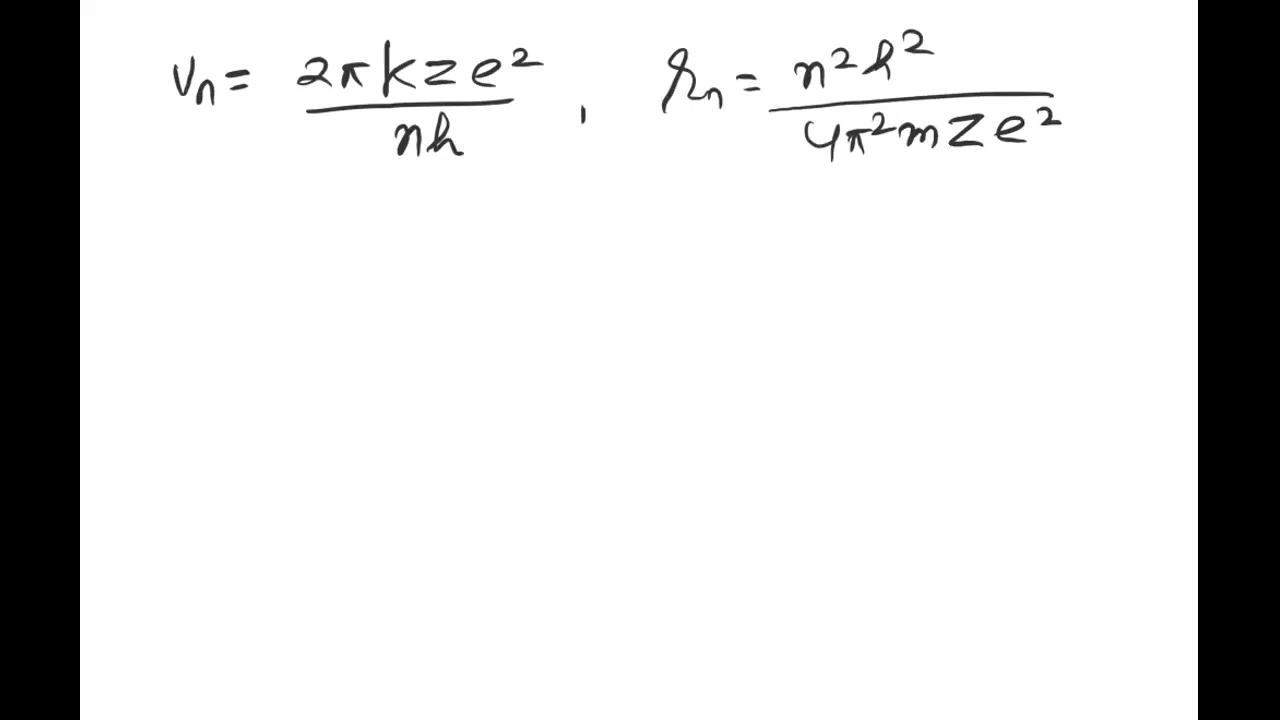 vₙ = 2πkze² / nh , rₙ = n²h² / 4π²mze²